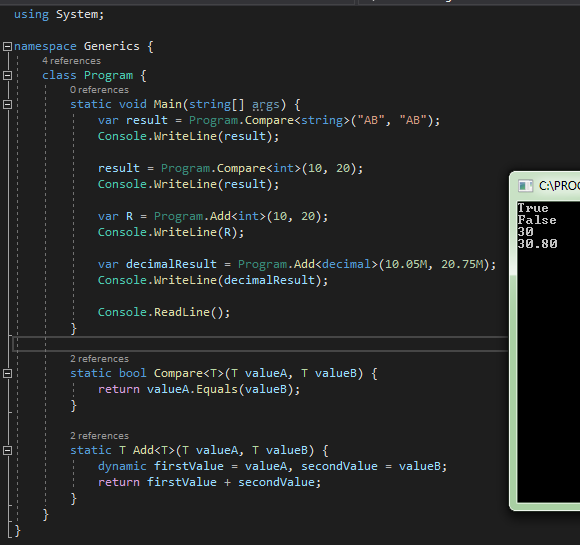 using System;
namespace Generics {
4 references
class Program {
0 references
static void Main(string[] args) {
var result = Program.Compare<string>("AB", "AB");
Console.WriteLine(result);
result = Program.Compare<int>(10, 20);
Console.WriteLine(result);
var R = Program.Add<int>(10, 20);
Console.WriteLine(R);
var decimalResult = Program.Add<decimal>(10.05M, 20.75M);
Console.WriteLine(decimalResult);
Console.ReadLine();
}
2 references
static bool Compare<T>(T valueA, T valueB) {
return valueA.Equals(valueB);
}
2 references
static T Add<T>(T valueA, T valueB) {
dynamic firstValue = valueA, secondValue = valueB;
return firstValue + secondValue;
}
}
}
C:\PROG
True
False
30
30.80